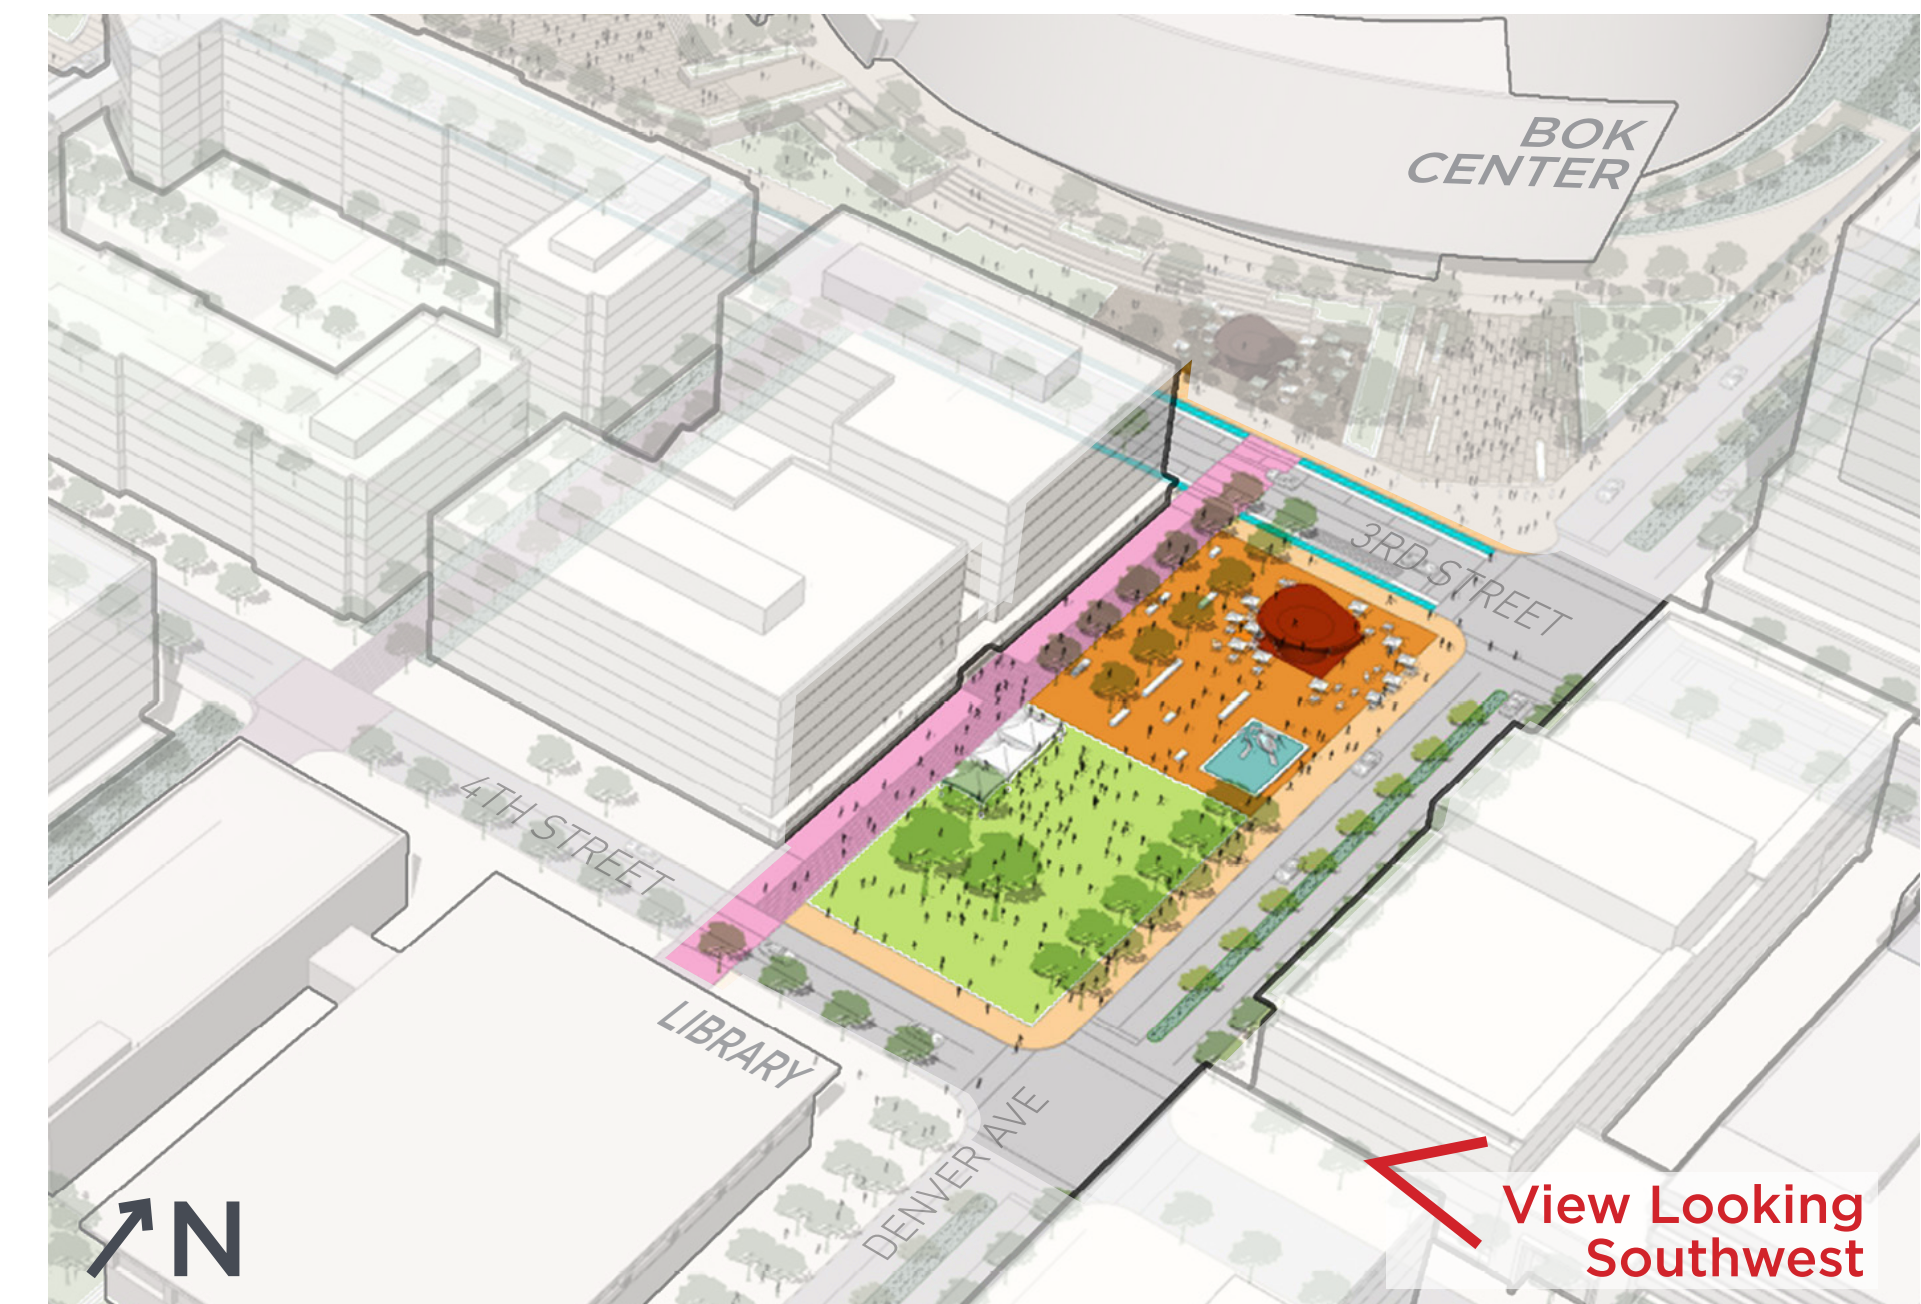 BOK
CENTER
3RD STREET
4TH STREET
LIBRARY
DENVER AVE
N
View Looking
Southwest